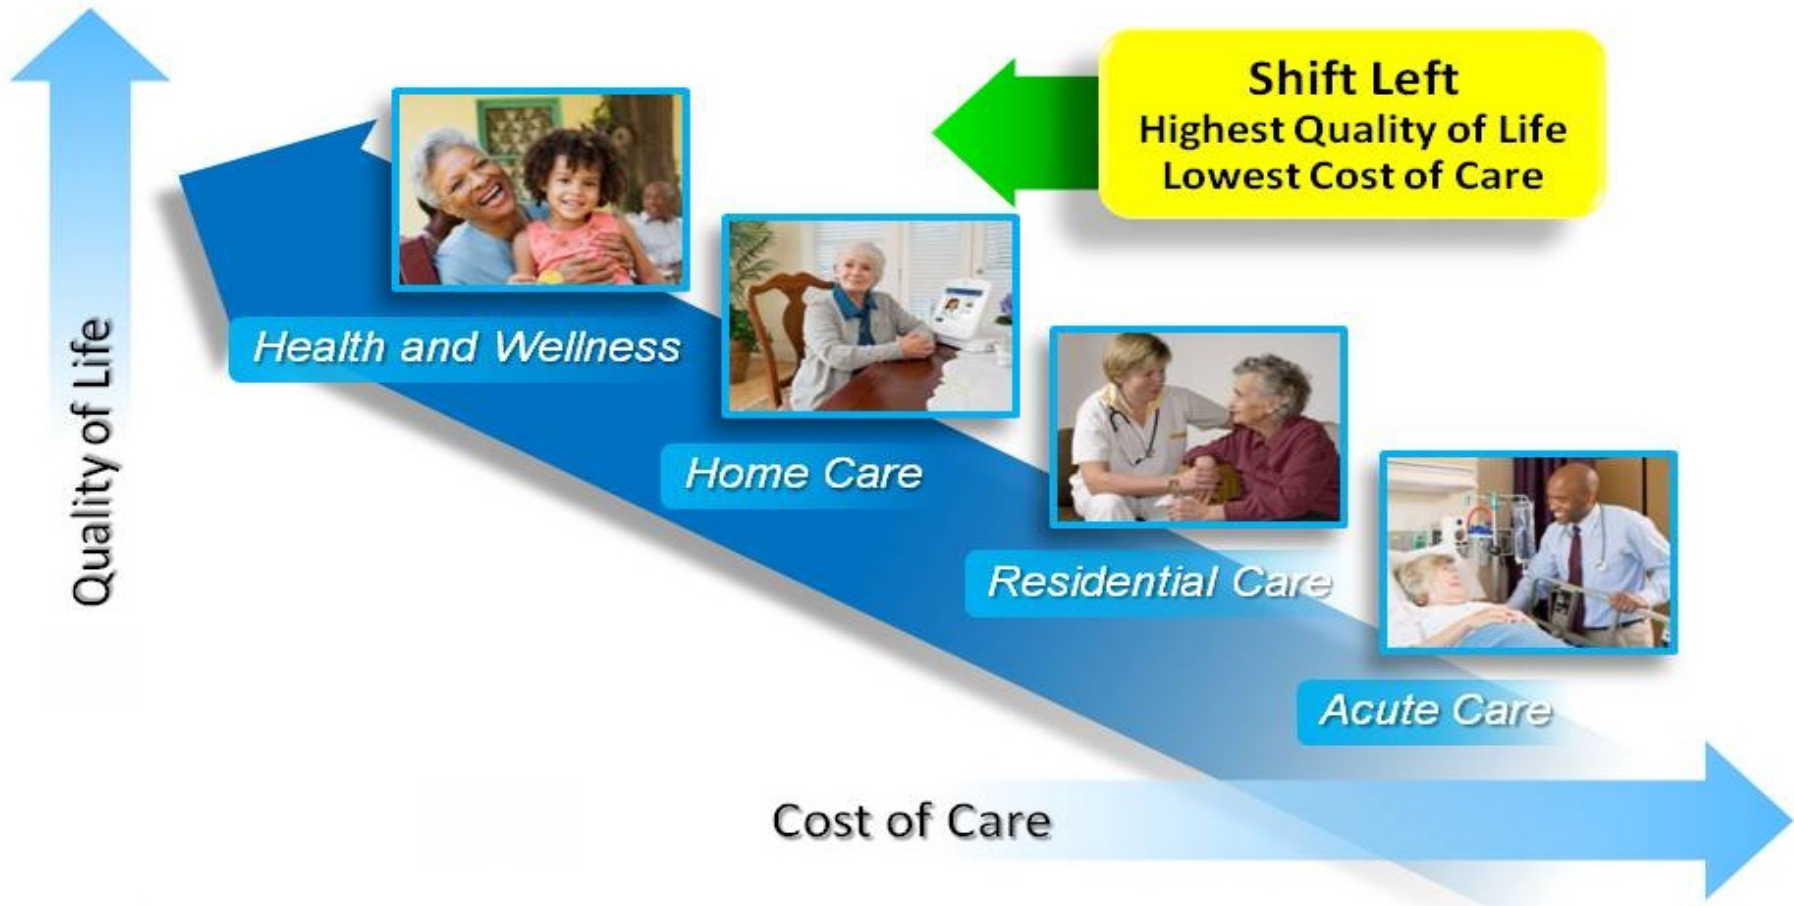 Shift Left
Highest Quality of Life
Lowest Cost of Care
Health and Wellness
Home Care
Residential Care
Acute Care
Quality of Life
Cost of Care